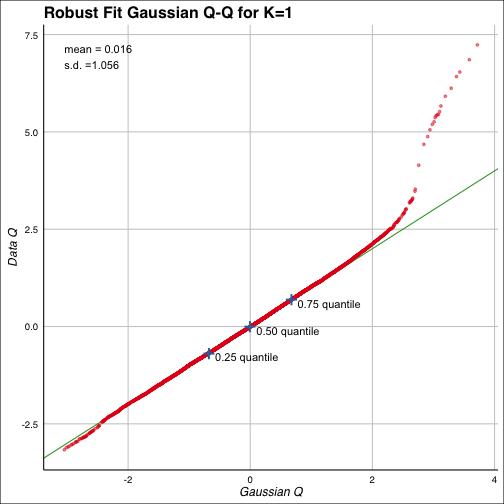 Robust Fit Gaussian Q-Q for K=1
mean = 0.016
s.d. =1.056
7.5
5.0
2.5
0.0
-2.5
Data Q
0.75 quantile
0.50 quantile
0.25 quantile
-2
0
2
4
Gaussian Q